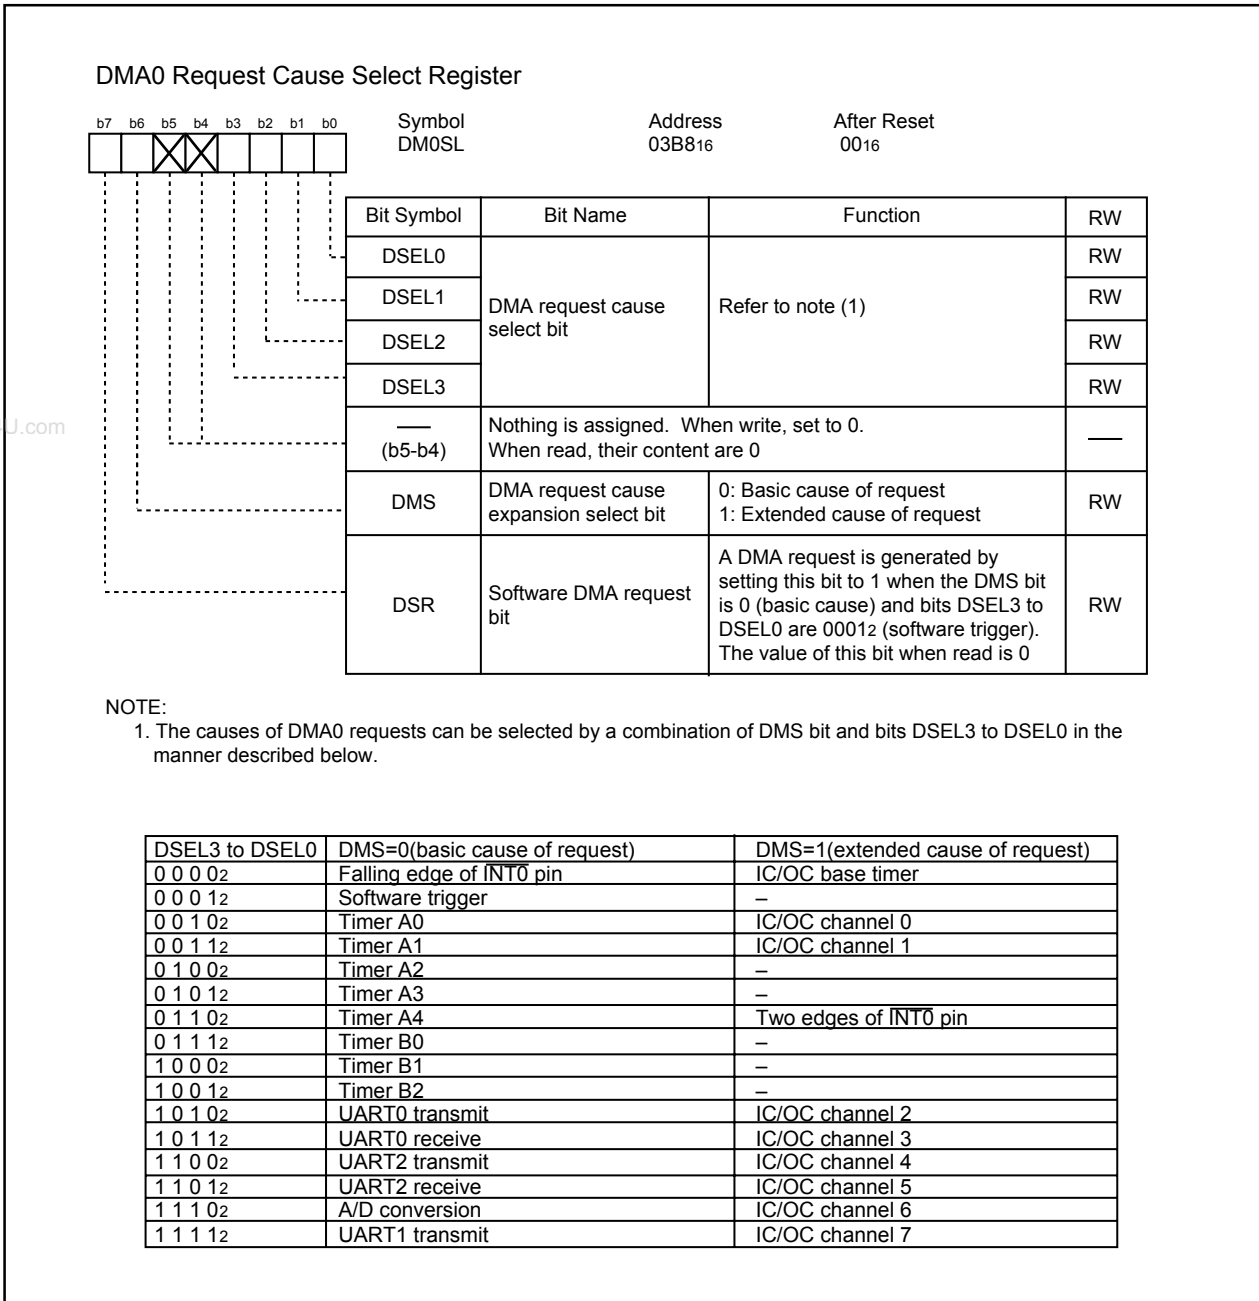 DMA0 Request Cause Select Register
b7 b6 b5 b4 b3 b2 b1 b0
Symbol Address After Reset
DM0SL 03B816 0016
Bit Symbol Bit Name Function RW
DSEL0 RW
DSEL1 RW
DMA request cause select bit
Refer to note (1)
DSEL2 RW
DSEL3 RW
(b5-b4)
Nothing is assigned. When write, set to 0.
When read, their content are 0
DMS
DMA request cause
expansion select bit
0: Basic cause of request
1: Extended cause of request
RW
DSR
Software DMA request
bit
A DMA request is generated by
setting this bit to 1 when the DMS bit
is 0 (basic cause) and bits DSEL3 to
DSEL0 are 00012 (software trigger).
The value of this bit when read is 0
RW
U.com
NOTE:
1. The causes of DMA0 requests can be selected by a combination of DMS bit and bits DSEL3 to DSEL0 in the
manner described below.
DSEL3 to DSEL0 DMS=0(basic cause of request) DMS=1(extended cause of request)
0 0 0 02 Falling edge of INT0 pin IC/OC base timer
0 0 0 12 Software trigger –
0 0 1 02 Timer A0 IC/OC channel 0
0 0 1 12 Timer A1 IC/OC channel 1
0 1 0 02 Timer A2 –
0 1 0 12 Timer A3 –
0 1 1 02 Timer A4 Two edges of INT0 pin
0 1 1 12 Timer B0 –
1 0 0 02 Timer B1 –
1 0 0 12 Timer B2 –
1 0 1 02 UART0 transmit IC/OC channel 2
1 0 1 12 UART0 receive IC/OC channel 3
1 1 0 02 UART2 transmit IC/OC channel 4
1 1 0 12 UART2 receive IC/OC channel 5
1 1 1 02 A/D conversion IC/OC channel 6
1 1 1 12 UART1 transmit IC/OC channel 7